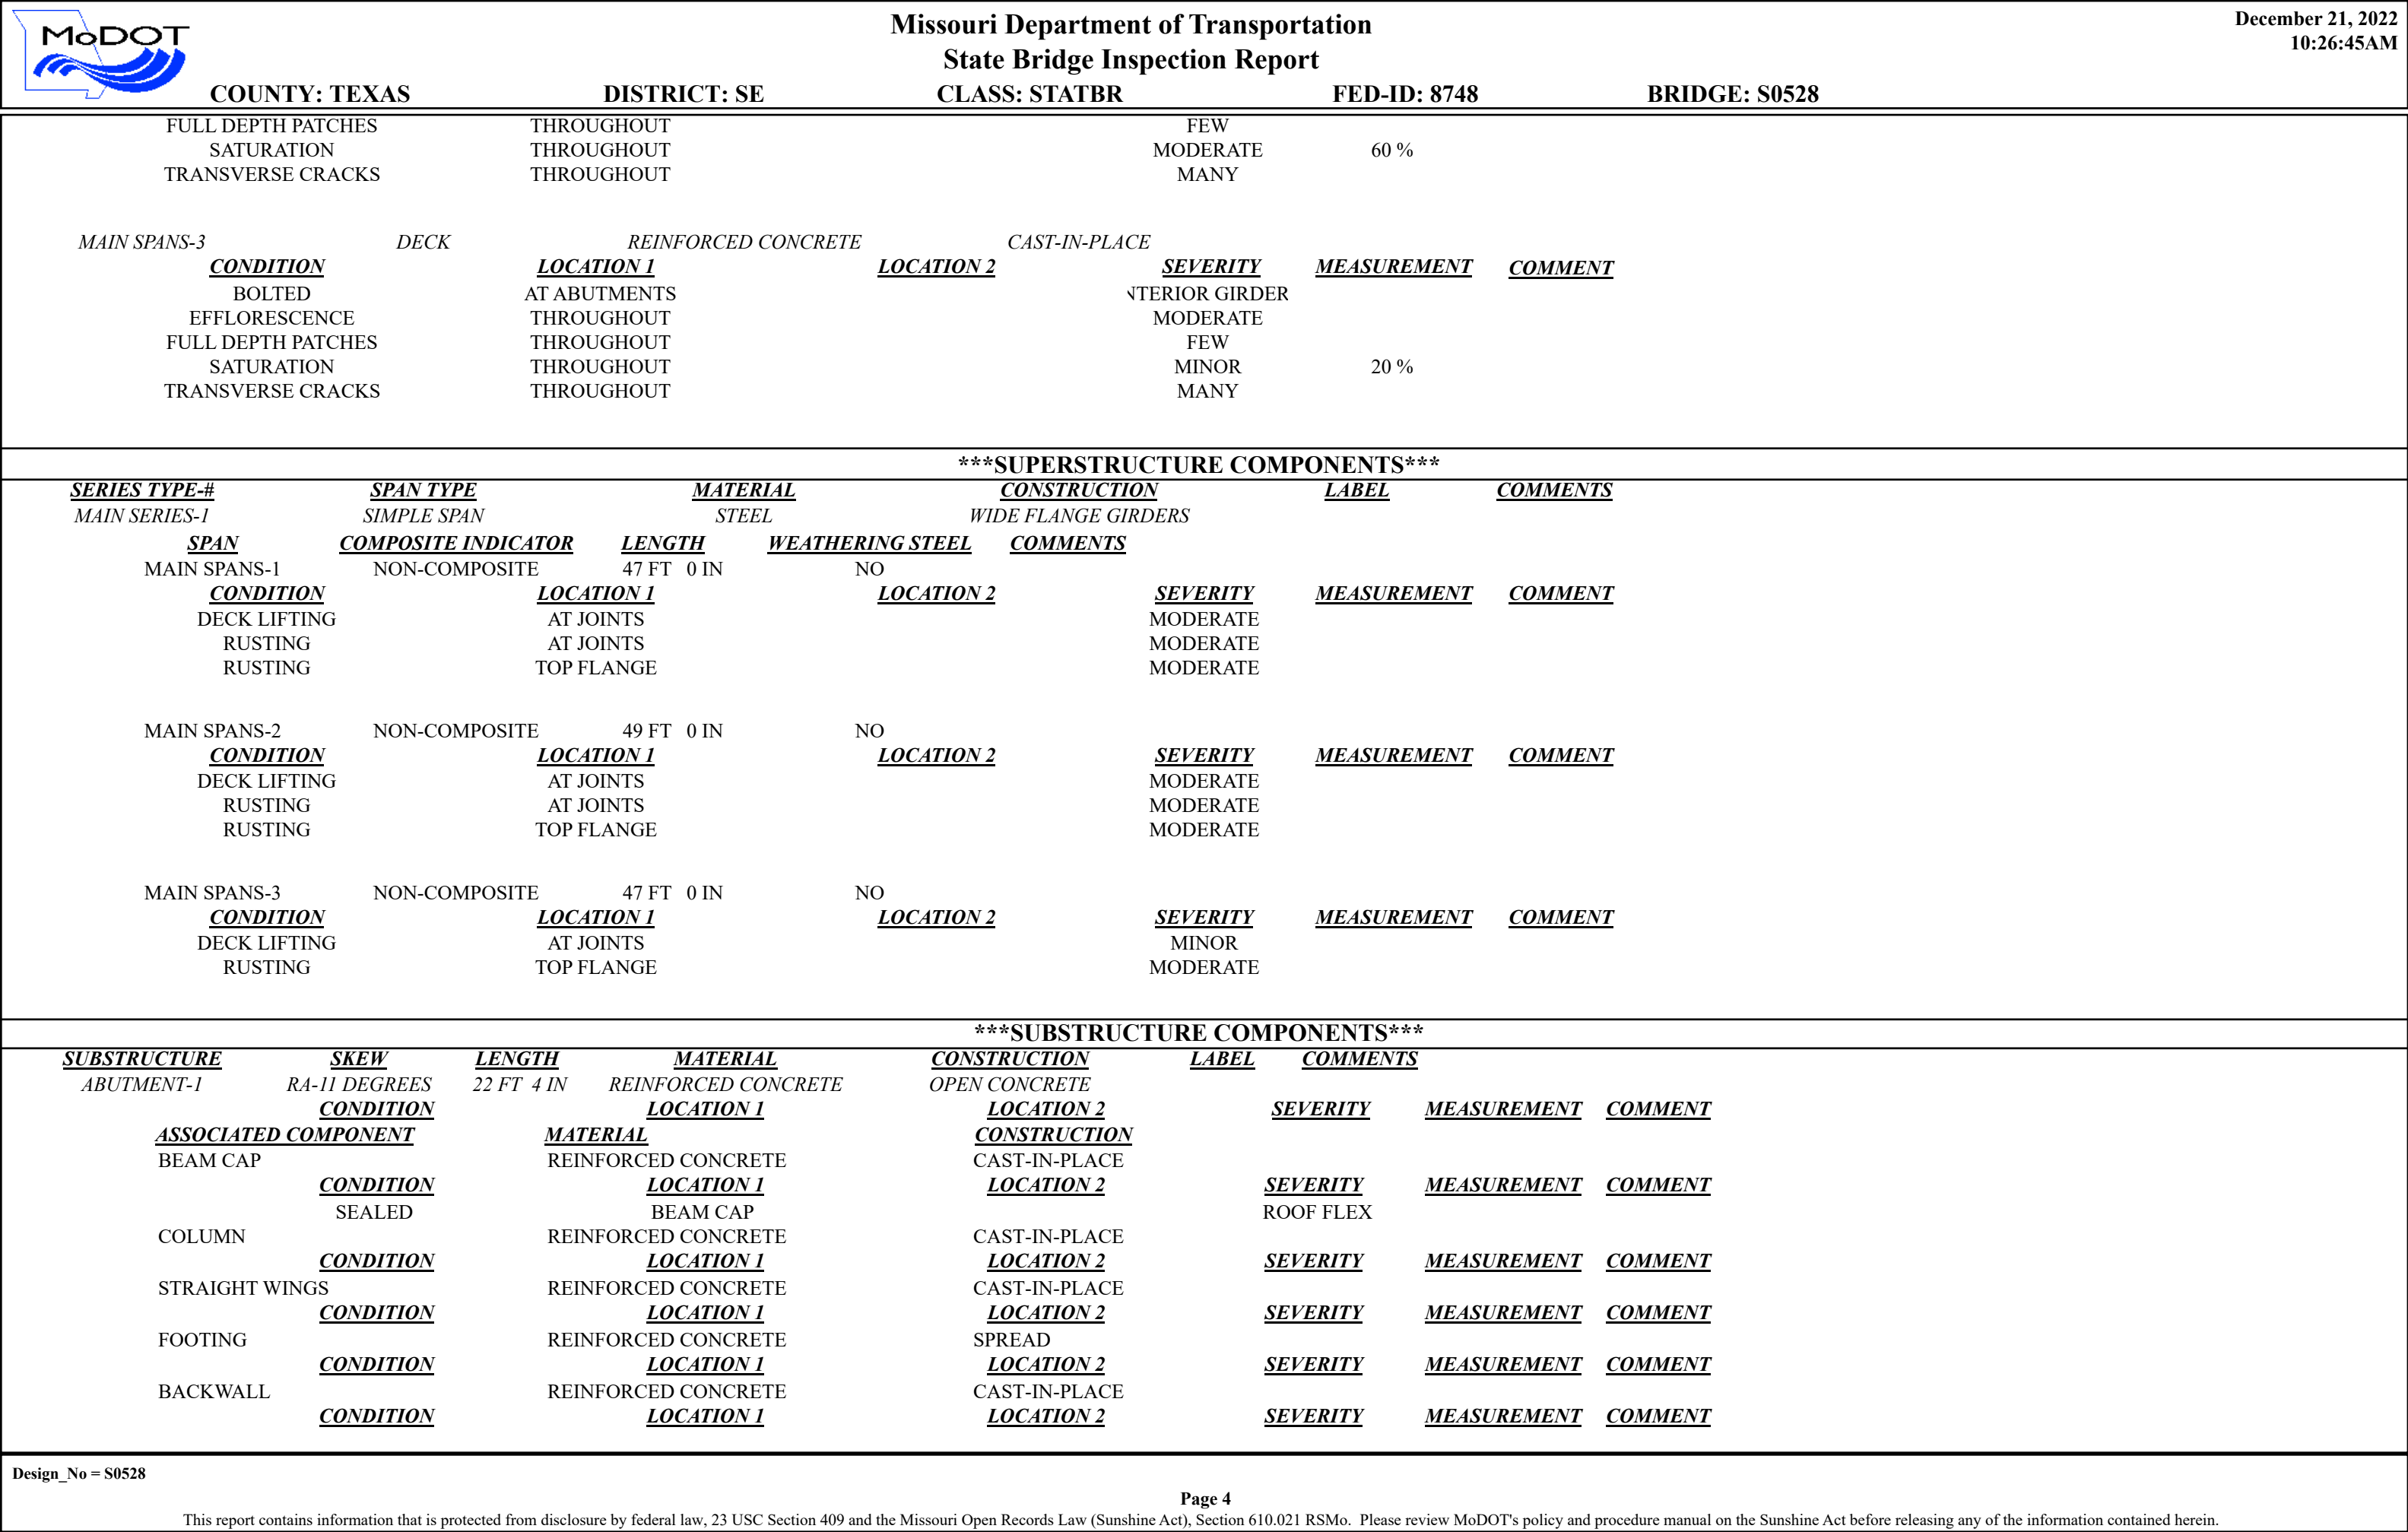 MoDOT
Missouri Department of Transportation
State Bridge Inspection Report
December 21, 2022
10:26:45AM
COUNTY: TEXAS DISTRICT: SE CLASS: STATBR FED-ID: 8748 BRIDGE: S0528
FULL DEPTH PATCHES THROUGHOUT FEW
SATURATION THROUGHOUT MODERATE 60 %
TRANSVERSE CRACKS THROUGHOUT MANY
MAIN SPANS-3 DECK REINFORCED CONCRETE CAST-IN-PLACE
CONDITION LOCATION 1 LOCATION 2 SEVERITY MEASUREMENT COMMENT
BOLTED AT ABUTMENTS NTERIOR GIRDER
EFFLORESCENCE THROUGHOUT MODERATE
FULL DEPTH PATCHES THROUGHOUT FEW
SATURATION THROUGHOUT MINOR 20 %
TRANSVERSE CRACKS THROUGHOUT MANY
***SUPERSTRUCTURE COMPONENTS***
SERIES TYPE-# SPAN TYPE MATERIAL CONSTRUCTION LABEL COMMENTS
MAIN SERIES-1 SIMPLE SPAN STEEL WIDE FLANGE GIRDERS
SPAN COMPOSITE INDICATOR LENGTH WEATHERING STEEL COMMENTS
MAIN SPANS-1 NON-COMPOSITE 47 FT 0 IN NO
CONDITION LOCATION 1 LOCATION 2 SEVERITY MEASUREMENT COMMENT
DECK LIFTING AT JOINTS MODERATE
RUSTING AT JOINTS MODERATE
RUSTING TOP FLANGE MODERATE
MAIN SPANS-2 NON-COMPOSITE 49 FT 0 IN NO
CONDITION LOCATION 1 LOCATION 2 SEVERITY MEASUREMENT COMMENT
DECK LIFTING AT JOINTS MODERATE
RUSTING AT JOINTS MODERATE
RUSTING TOP FLANGE MODERATE
MAIN SPANS-3 NON-COMPOSITE 47 FT 0 IN NO
CONDITION LOCATION 1 LOCATION 2 SEVERITY MEASUREMENT COMMENT
DECK LIFTING AT JOINTS MINOR
RUSTING TOP FLANGE MODERATE
***SUBSTRUCTURE COMPONENTS***
SUBSTRUCTURE SKEW LENGTH MATERIAL CONSTRUCTION LABEL COMMENTS
ABUTMENT-1 RA-11 DEGREES 22 FT 4 IN REINFORCED CONCRETE OPEN CONCRETE
CONDITION LOCATION 1 LOCATION 2 SEVERITY MEASUREMENT COMMENT
ASSOCIATED COMPONENT MATERIAL CONSTRUCTION
BEAM CAP REINFORCED CONCRETE CAST-IN-PLACE
CONDITION LOCATION 1 LOCATION 2 SEVERITY MEASUREMENT COMMENT
SEALED BEAM CAP ROOF FLEX
COLUMN REINFORCED CONCRETE CAST-IN-PLACE
CONDITION LOCATION 1 LOCATION 2 SEVERITY MEASUREMENT COMMENT
STRAIGHT WINGS REINFORCED CONCRETE CAST-IN-PLACE
CONDITION LOCATION 1 LOCATION 2 SEVERITY MEASUREMENT COMMENT
FOOTING REINFORCED CONCRETE SPREAD
CONDITION LOCATION 1 LOCATION 2 SEVERITY MEASUREMENT COMMENT
BACKWALL REINFORCED CONCRETE CAST-IN-PLACE
CONDITION LOCATION 1 LOCATION 2 SEVERITY MEASUREMENT COMMENT
Design_No = S0528
Page 4
This report contains information that is protected from disclosure by federal law, 23 USC Section 409 and the Missouri Open Records Law (Sunshine Act), Section 610.021 RSMo. Please review MoDOT's policy and procedure manual on the Sunshine Act before releasing any of the information contained herein.